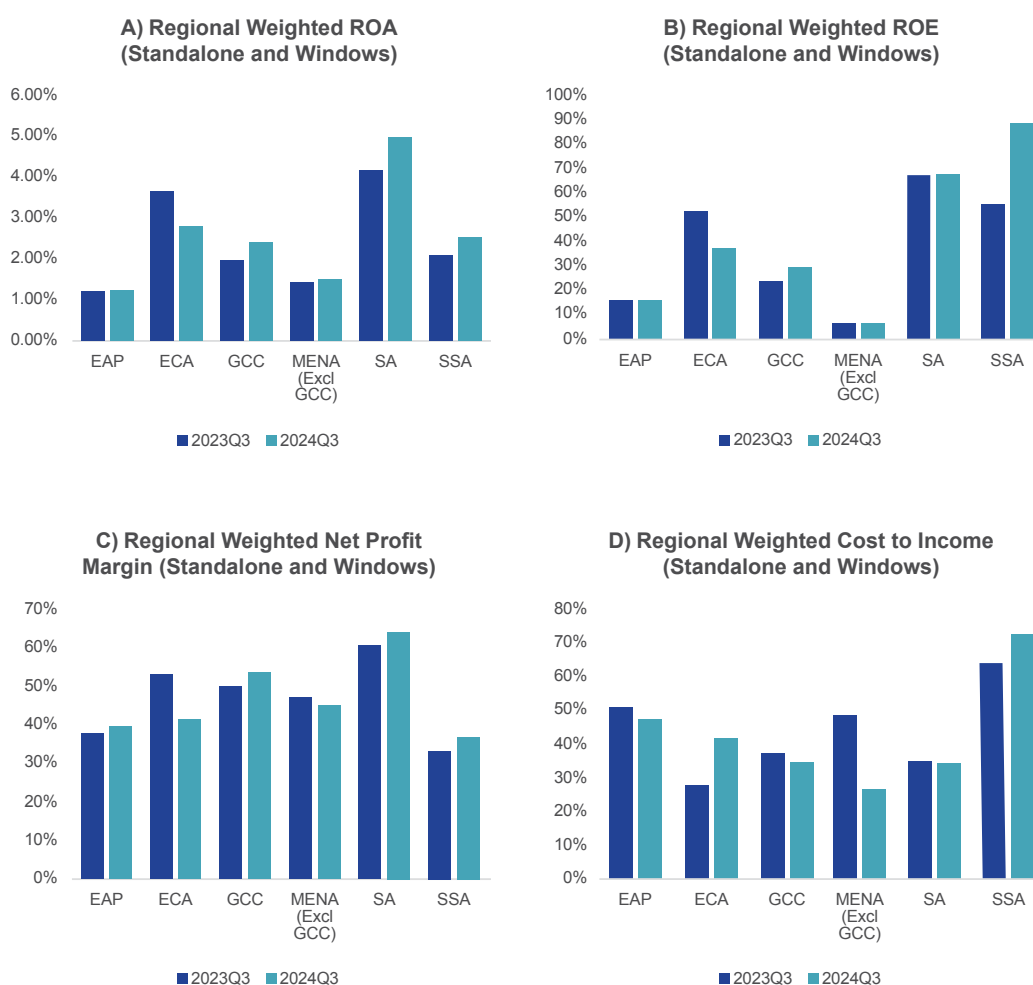 A) Regional Weighted ROA
(Standalone and Windows)
6.00%
5.00%
4.00%
3.00%
2.00%
1.00%
0.00%
EAP ECA GCC MENA SA SSA
(Excl
GCC)
2023Q3 2024Q3
B) Regional Weighted ROE
(Standalone and Windows)
100%
90%
80%
70%
60%
50%
40%
30%
20%
10%
0%
EAP ECA GCC MENA SA SSA
(Excl
GCC)
2023Q3 2024Q3
C) Regional Weighted Net Profit
Margin (Standalone and Windows)
70%
60%
50%
40%
30%
20%
10%
0%
EAP ECA GCC MENA SA SSA
(Excl
GCC)
2023Q3 2024Q3
D) Regional Weighted Cost to Income
(Standalone and Windows)
80%
70%
60%
50%
40%
30%
20%
10%
0%
EAP ECA GCC MENA SA SSA
(Excl
GCC)
2023Q3 2024Q3